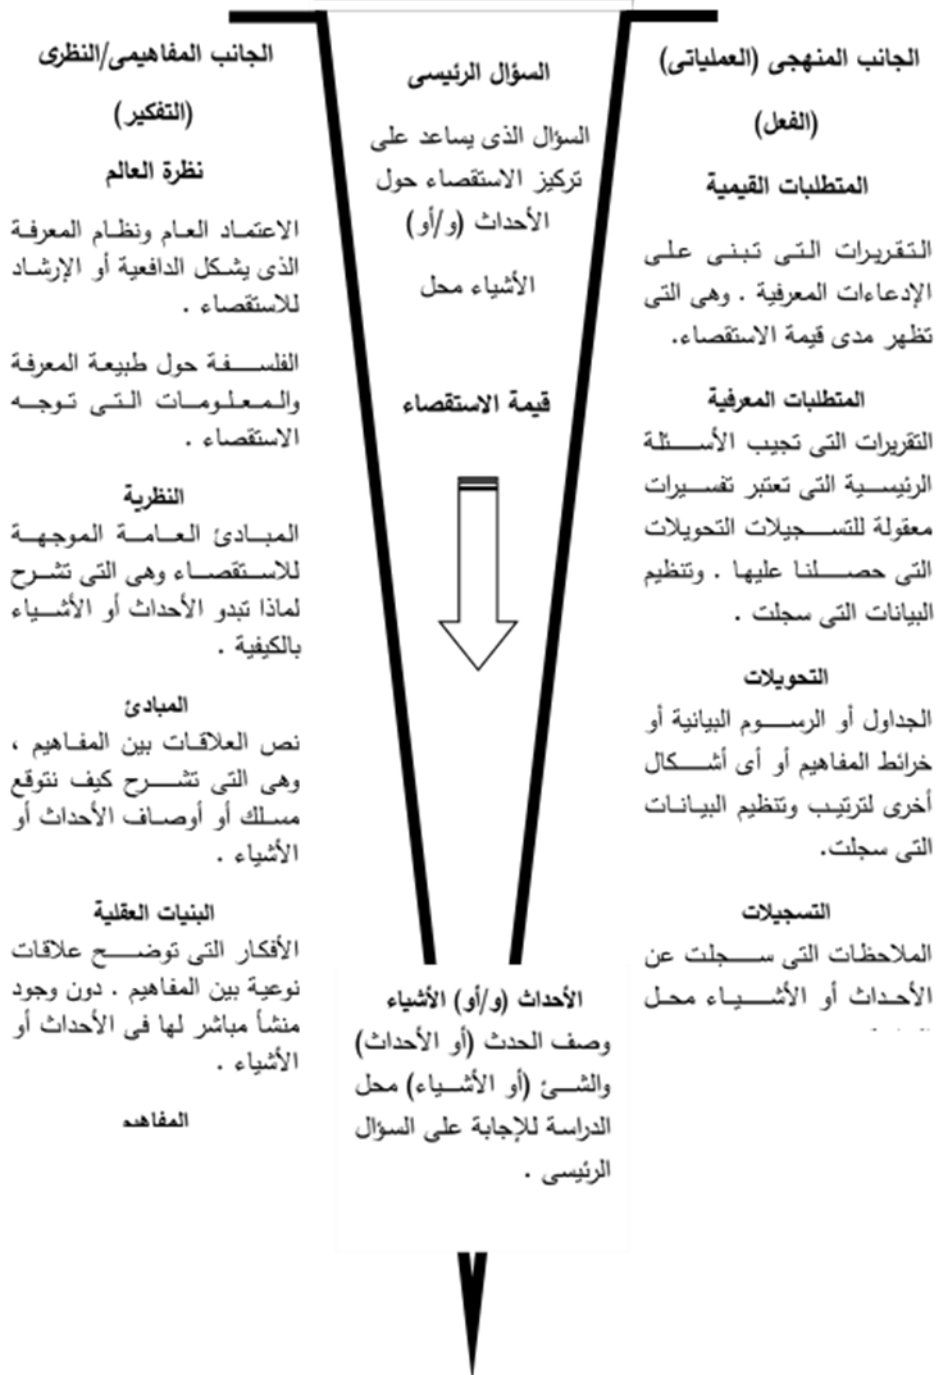 الجانب المنهجى (العملياتى)
(الفعل)
المتطلبات القيمية
التقريرات التى تبنى على
الإدعاءات المعرفية . وهى التى
تظهر مدى قيمة الاستقصاء.
المتطلبات المعرفية
التقريرات التى تجيب الأسئلة
الرئيسية التى تعتبر تفسيرات
معقولة للتسجيلات التحويلات
التى حصلنا عليها . وتنظيم
البيانات التى سجلت .
التحويلات
الجداول أو الرسوم البيانية أو
خرائط المفاهيم أو أى أشكال
أخرى لترتيب وتنظيم البيانات
التى سجلت.
التسجيلات
الملاحظات التى سجلت عن
الأحداث أو الأشياء محل
السؤال الرئيسى
السؤال الذى يساعد على
تركيز الاستقصاء حول
الأحداث (و/أو)
الأشياء محل
قيمة الاستقصاء
الأحداث (و/أو) الأشياء
وصف الحدث (أو الأحداث)
والشئ (أو الأشياء) محل
الدراسة للإجابة على السؤال
الرئيسى .
الجانب المفاهيمى/النظرى
(التفكير)
نظرة العالم
الاعتماد العام ونظام المعرفة
الذى يشكل الدافعية أو الإرشاد
للاستقصاء .
الفلسفة حول طبيعة المعرفة
والمعلومات التى توجه
الاستقصاء .
النظرية
المبادئ العامة الموجهة
للاستقصاء وهى التى تشرح
لماذا تبدو الأحداث أو الأشياء
بالكيفية .
المبادئ
نص العلاقات بين المفاهيم ،
وهى التى تشرح كيف نتوقع
مسلك أو أوصاف الأحداث أو
الأشياء .
البنيات العقلية
الأفكار التى توضح علاقات
نوعية بين المفاهيم . دون وجود
منشأ مباشر لها فى الأحداث أو
الأشياء .
المفاهيم